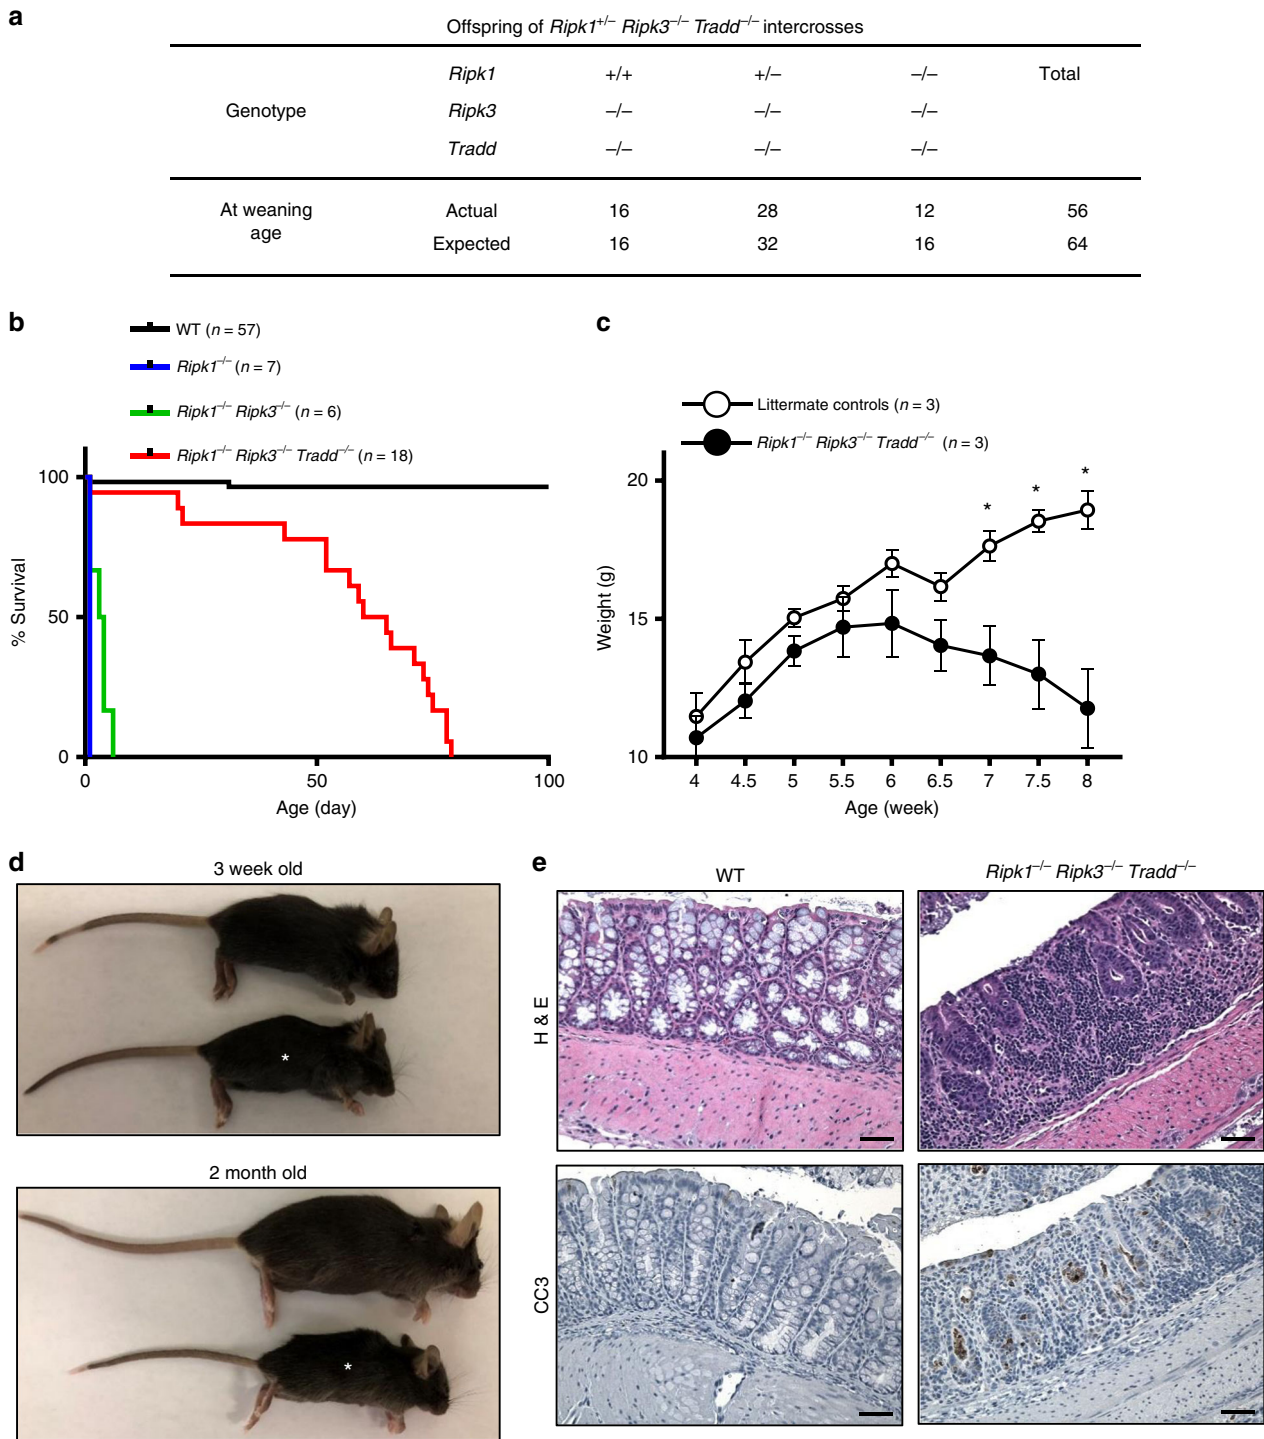 a
Offspring of Ripk1+/– Ripk3–/– Tradd–/– intercrosses
Ripk1 +/+ +/– –/– Total
Genotype Ripk3 –/– –/– –/–
Tradd –/– –/– –/–
At weaning age Actual 16 28 12 56
Expected 16 32 16 64
b
WT (n = 57)
Ripk1–/– (n = 7)
Ripk1–/– Ripk3–/– (n = 6)
Ripk1–/– Ripk3–/– Tradd–/– (n = 18)
100
50
0
% Survival
0 50 100
Age (day)
c
Littermate controls (n = 3)
Ripk1–/– Ripk3–/– Tradd–/– (n = 3)
20
15
10
Weight (g)
* * *
4 4.5 5 5.5 6 6.5 7 7.5 8
Age (week)
d
3 week old
*
2 month old
*
e
WT Ripk1–/– Ripk3–/– Tradd–/–
H & E
CC3